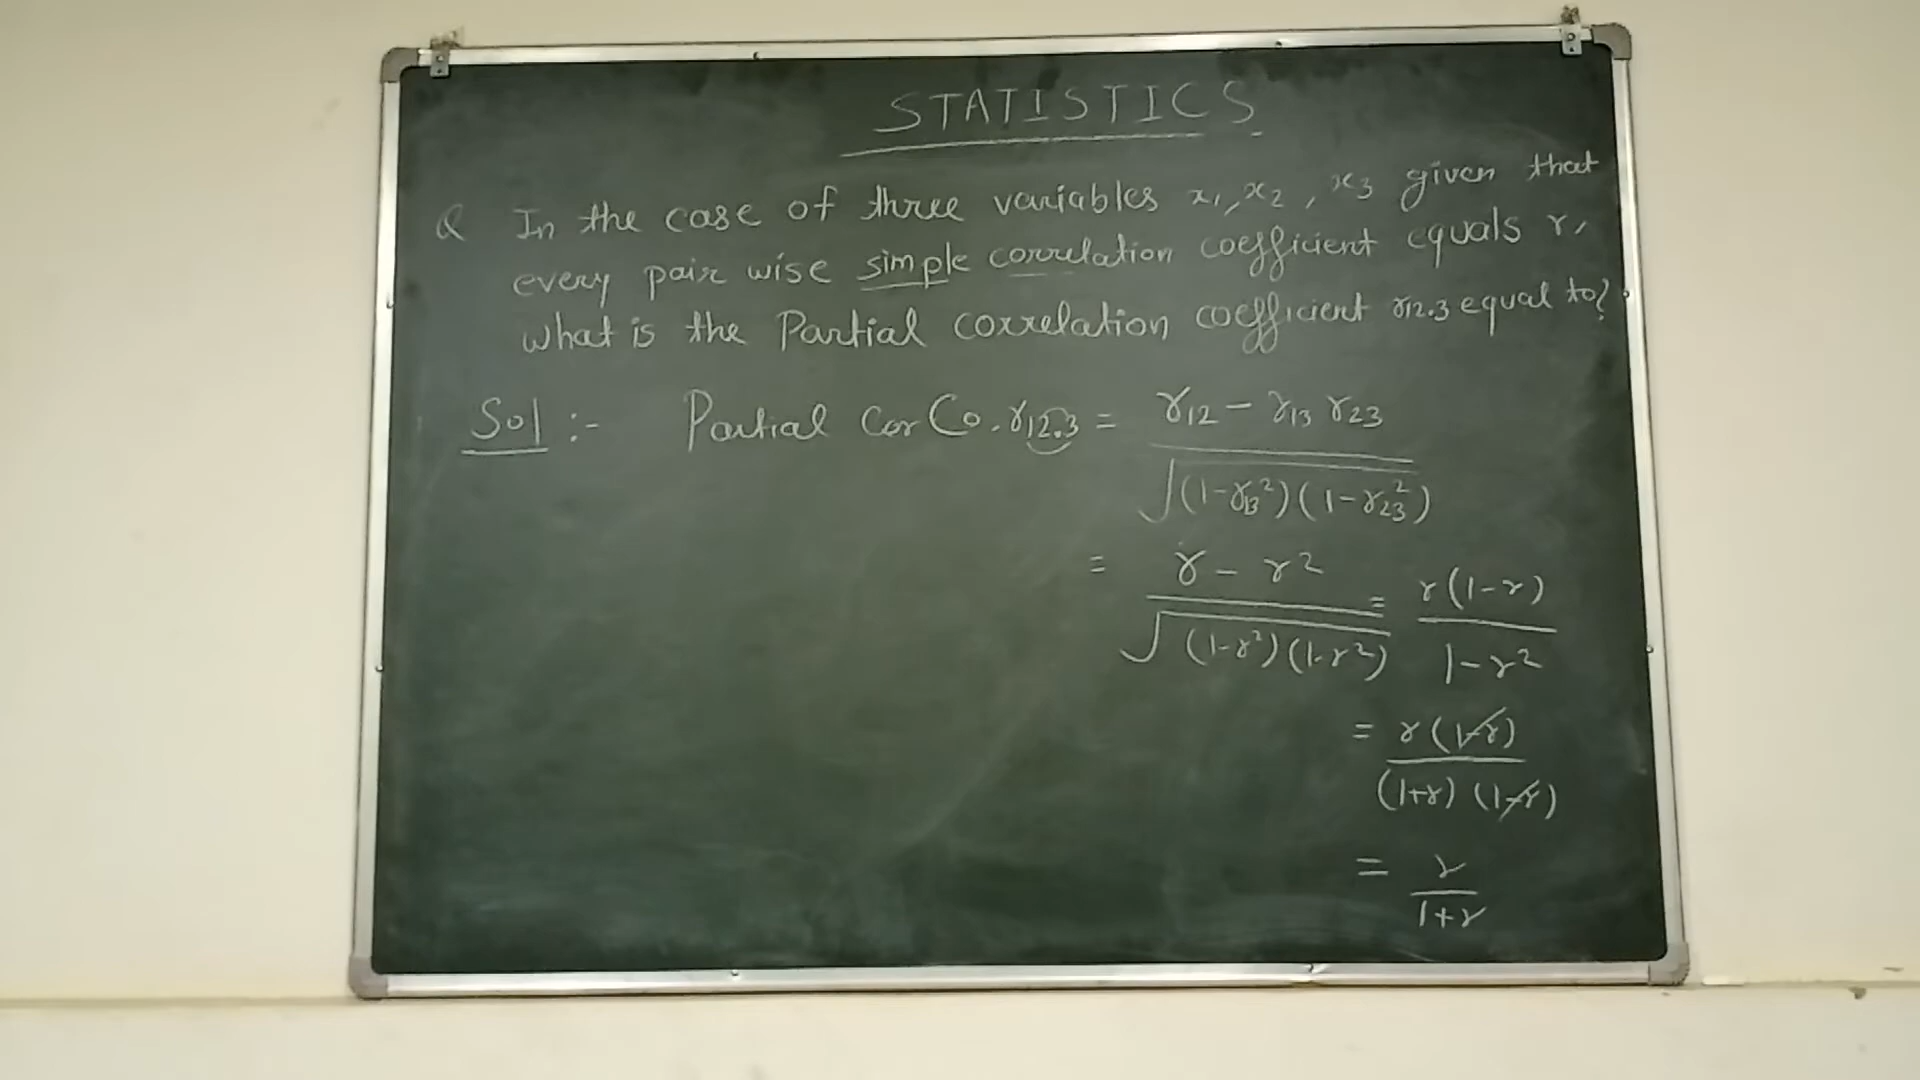 STATISTICS
Q In the case of three variables x1, x2, x3 given that
every pair wise simple correlation coefficient equals r,
what is the Partial correlation coefficient r12.3 equal to?
Sol :- Partial Cor Co. r12.3 = r12 - r13 r23
√(1-r13²)(1-r23²)
= r - r² = r(1-r)
√(1-r²)(1-r²) 1-r²
= r(1-r)
(1+r) (1-r)
= r
1+r